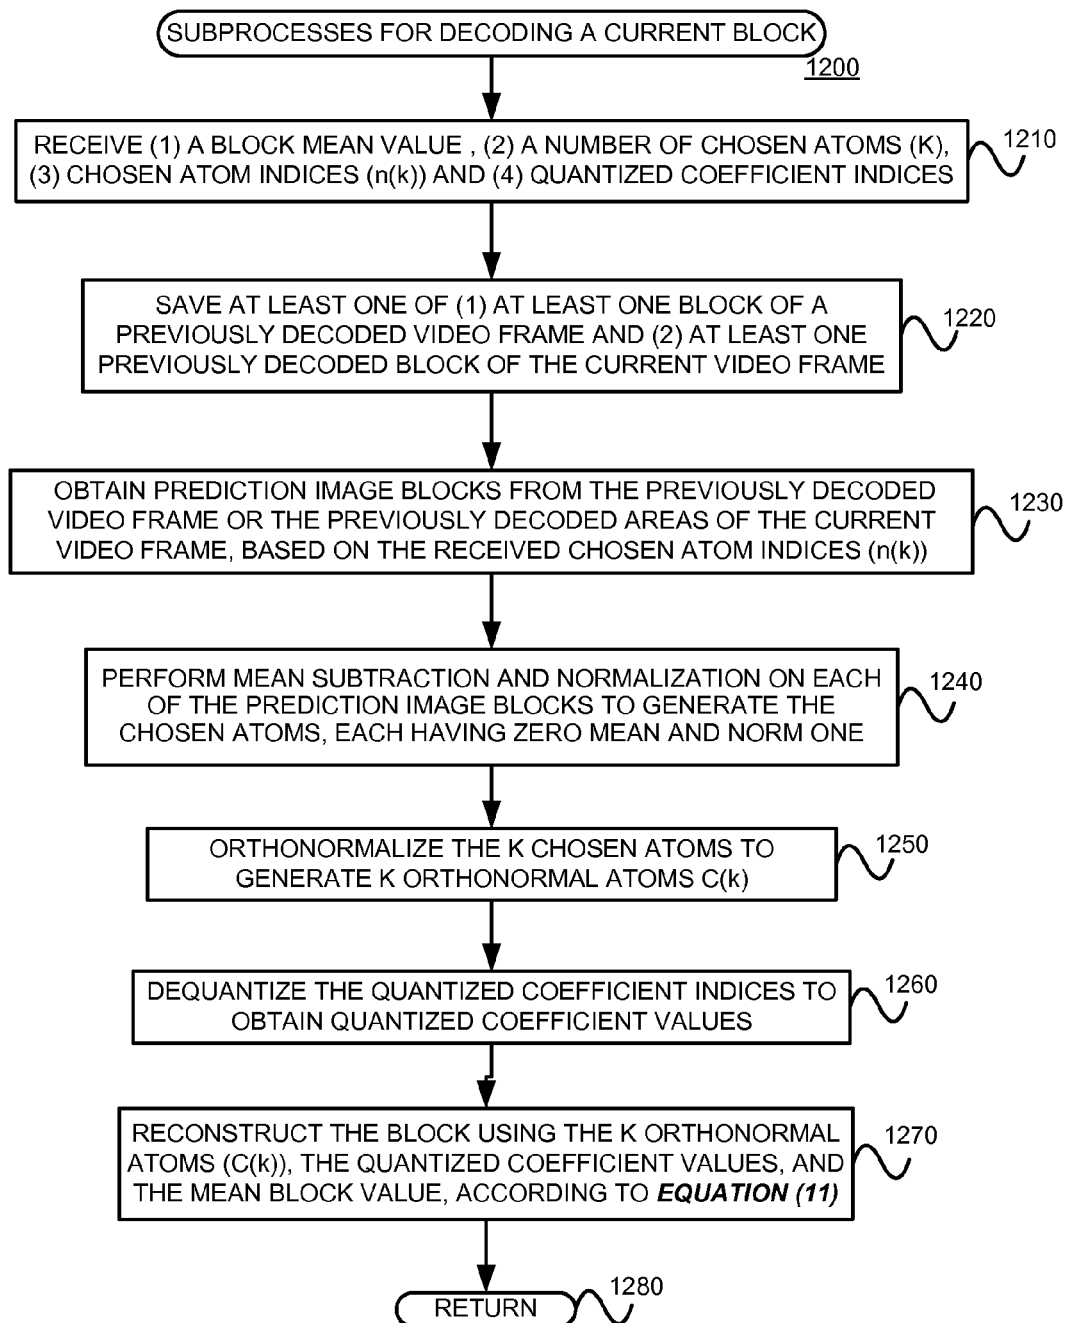 SUBPROCESSES FOR DECODING A CURRENT BLOCK
1200
RECEIVE (1) A BLOCK MEAN VALUE , (2) A NUMBER OF CHOSEN ATOMS (K),
(3) CHOSEN ATOM INDICES (n(k)) AND (4) QUANTIZED COEFFICIENT INDICES
1210
SAVE AT LEAST ONE OF (1) AT LEAST ONE BLOCK OF A
PREVIOUSLY DECODED VIDEO FRAME AND (2) AT LEAST ONE
PREVIOUSLY DECODED BLOCK OF THE CURRENT VIDEO FRAME
1220
OBTAIN PREDICTION IMAGE BLOCKS FROM THE PREVIOUSLY DECODED
VIDEO FRAME OR THE PREVIOUSLY DECODED AREAS OF THE CURRENT
VIDEO FRAME, BASED ON THE RECEIVED CHOSEN ATOM INDICES (n(k))
1230
PERFORM MEAN SUBTRACTION AND NORMALIZATION ON EACH
OF THE PREDICTION IMAGE BLOCKS TO GENERATE THE
CHOSEN ATOMS, EACH HAVING ZERO MEAN AND NORM ONE
1240
ORTHONORMALIZE THE K CHOSEN ATOMS TO
GENERATE K ORTHONORMAL ATOMS C(k)
1250
DEQUANTIZE THE QUANTIZED COEFFICIENT INDICES TO
OBTAIN QUANTIZED COEFFICIENT VALUES
1260
RECONSTRUCT THE BLOCK USING THE K ORTHONORMAL
ATOMS (C(k)), THE QUANTIZED COEFFICIENT VALUES, AND
THE MEAN BLOCK VALUE, ACCORDING TO EQUATION (11)
1270
RETURN
1280